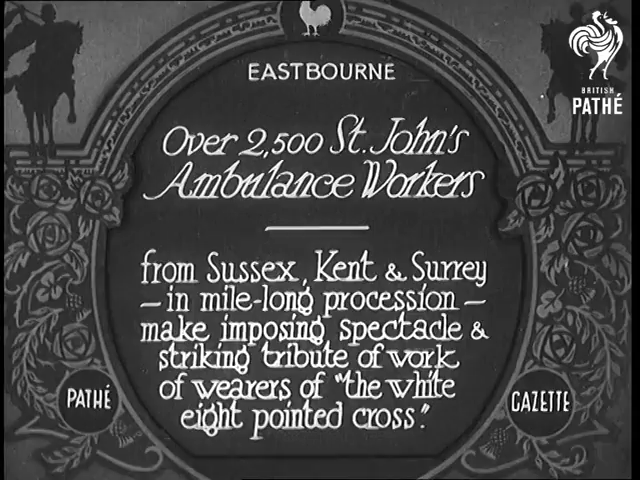 EASTBOURNE
Over 2,500 St. John's
Ambulance Workers
from Sussex, Kent & Surrey
- in mile-long procession -
make imposing spectacle &
striking tribute of work
of wearers of "the white
eight pointed cross."
PATHÉ
GAZETTE
BRITISH
PATHÉ